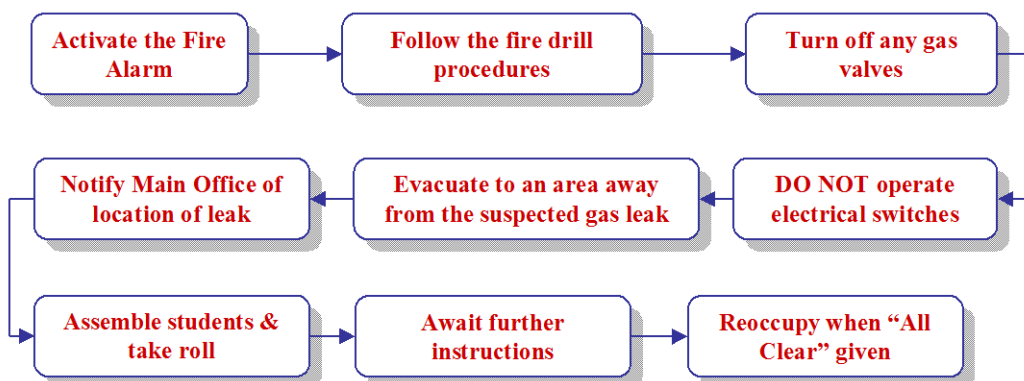 Activate the Fire
Alarm
Follow the fire drill
procedures
Turn off any gas
valves
DO NOT operate
electrical switches
Evacuate to an area away
from the suspected gas leak
Notify Main Office of
location of leak
Assemble students &
take roll
Await further
instructions
Reoccupy when “All
Clear” given